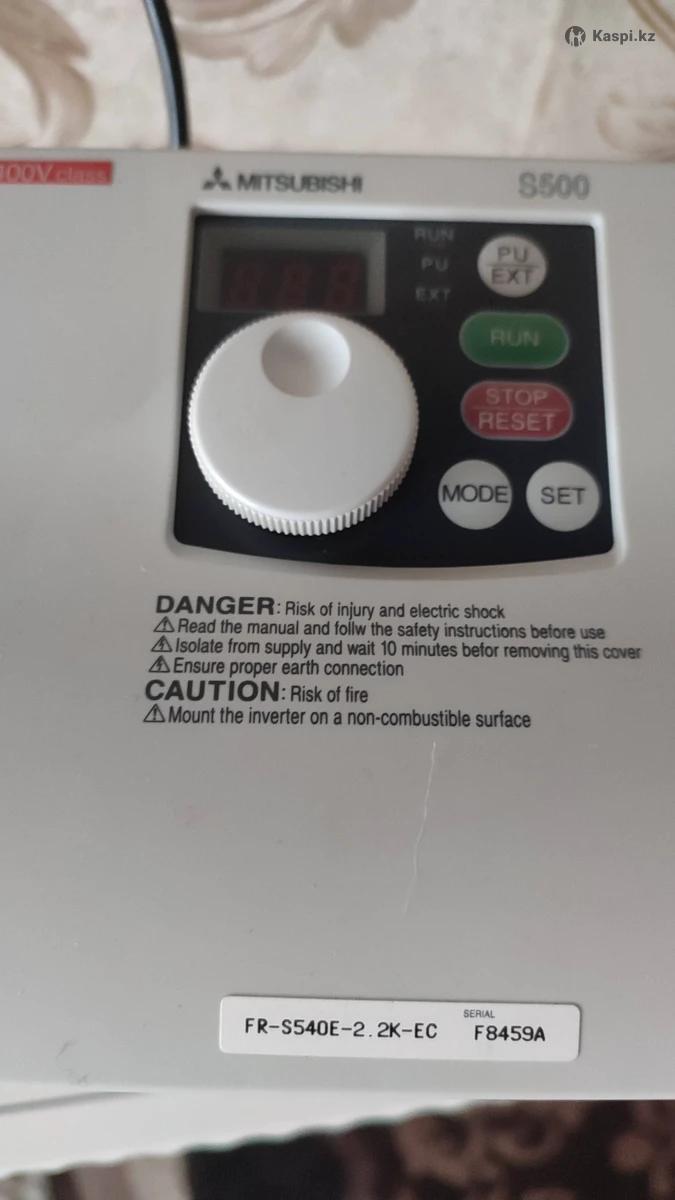 Kaspi.kz
400V class
MITSUBISHI
S500
RUN
PU
EXT
PU
EXT
RUN
STOP
RESET
MODE
SET
DANGER: Risk of injury and electric shock
Read the manual and follw the safety instructions before use
Isolate from supply and wait 10 minutes befor removing this cover
Ensure proper earth connection
CAUTION: Risk of fire
Mount the inverter on a non-combustible surface
SERIAL
FR-S540E-2.2K-EC F8459A